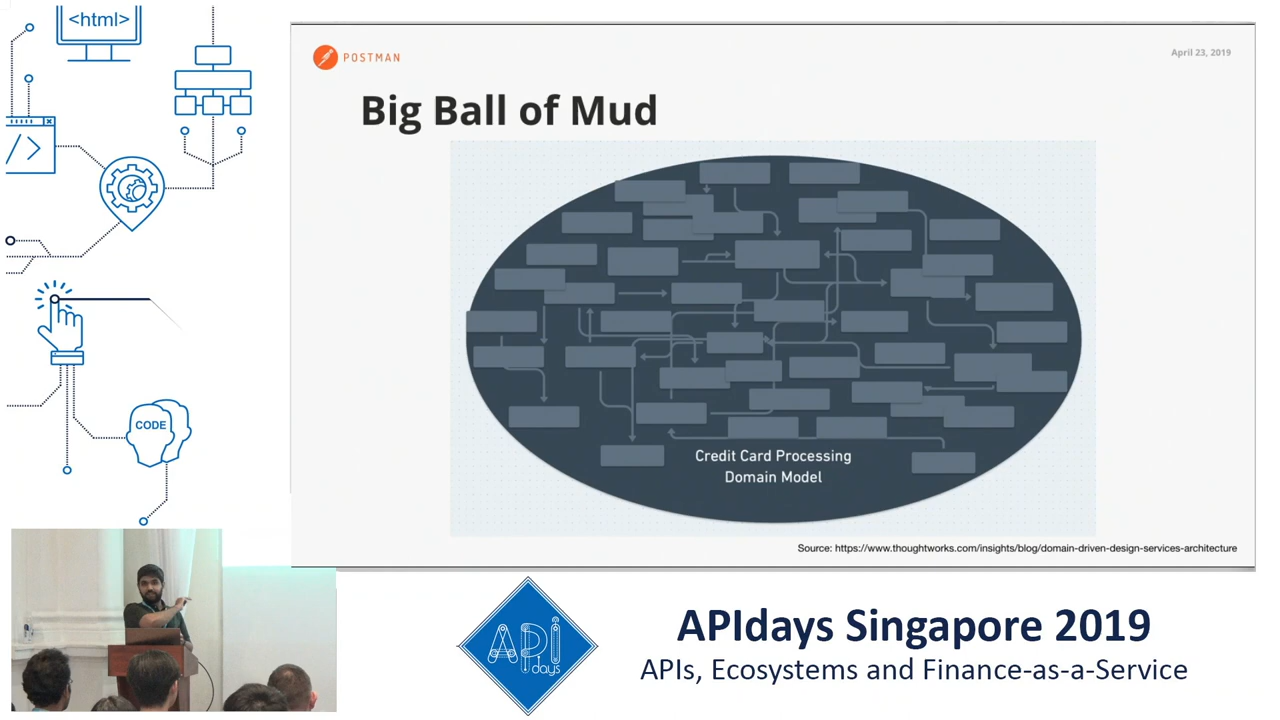 <html>
POSTMAN
April 23, 2019
Big Ball of Mud
</>
Credit Card Processing
Domain Model
CODE
Source: https://www.thoughtworks.com/insights/blog/domain-driven-design-services-architecture
API
days
APIdays Singapore 2019
APIs, Ecosystems and Finance-as-a-Service